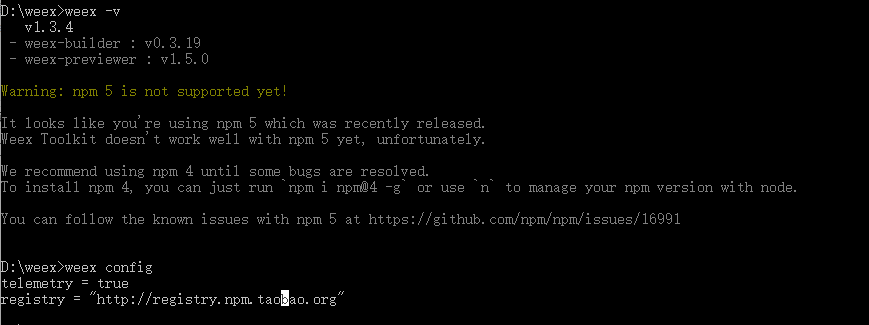 D:\weex>weex -v
v1.3.4
- weex-builder : v0.3.19
- weex-previewer : v1.5.0
Warning: npm 5 is not supported yet!
It looks like you're using npm 5 which was recently released.
Weex Toolkit doesn't work well with npm 5 yet, unfortunately.
We recommend using npm 4 until some bugs are resolved.
To install npm 4, you can just run `npm i npm@4 -g` or use `n` to manage your npm version with node.
You can follow the known issues with npm 5 at https://github.com/npm/npm/issues/16991
D:\weex>weex config
telemetry = true
registry = "http://registry.npm.taobao.org"